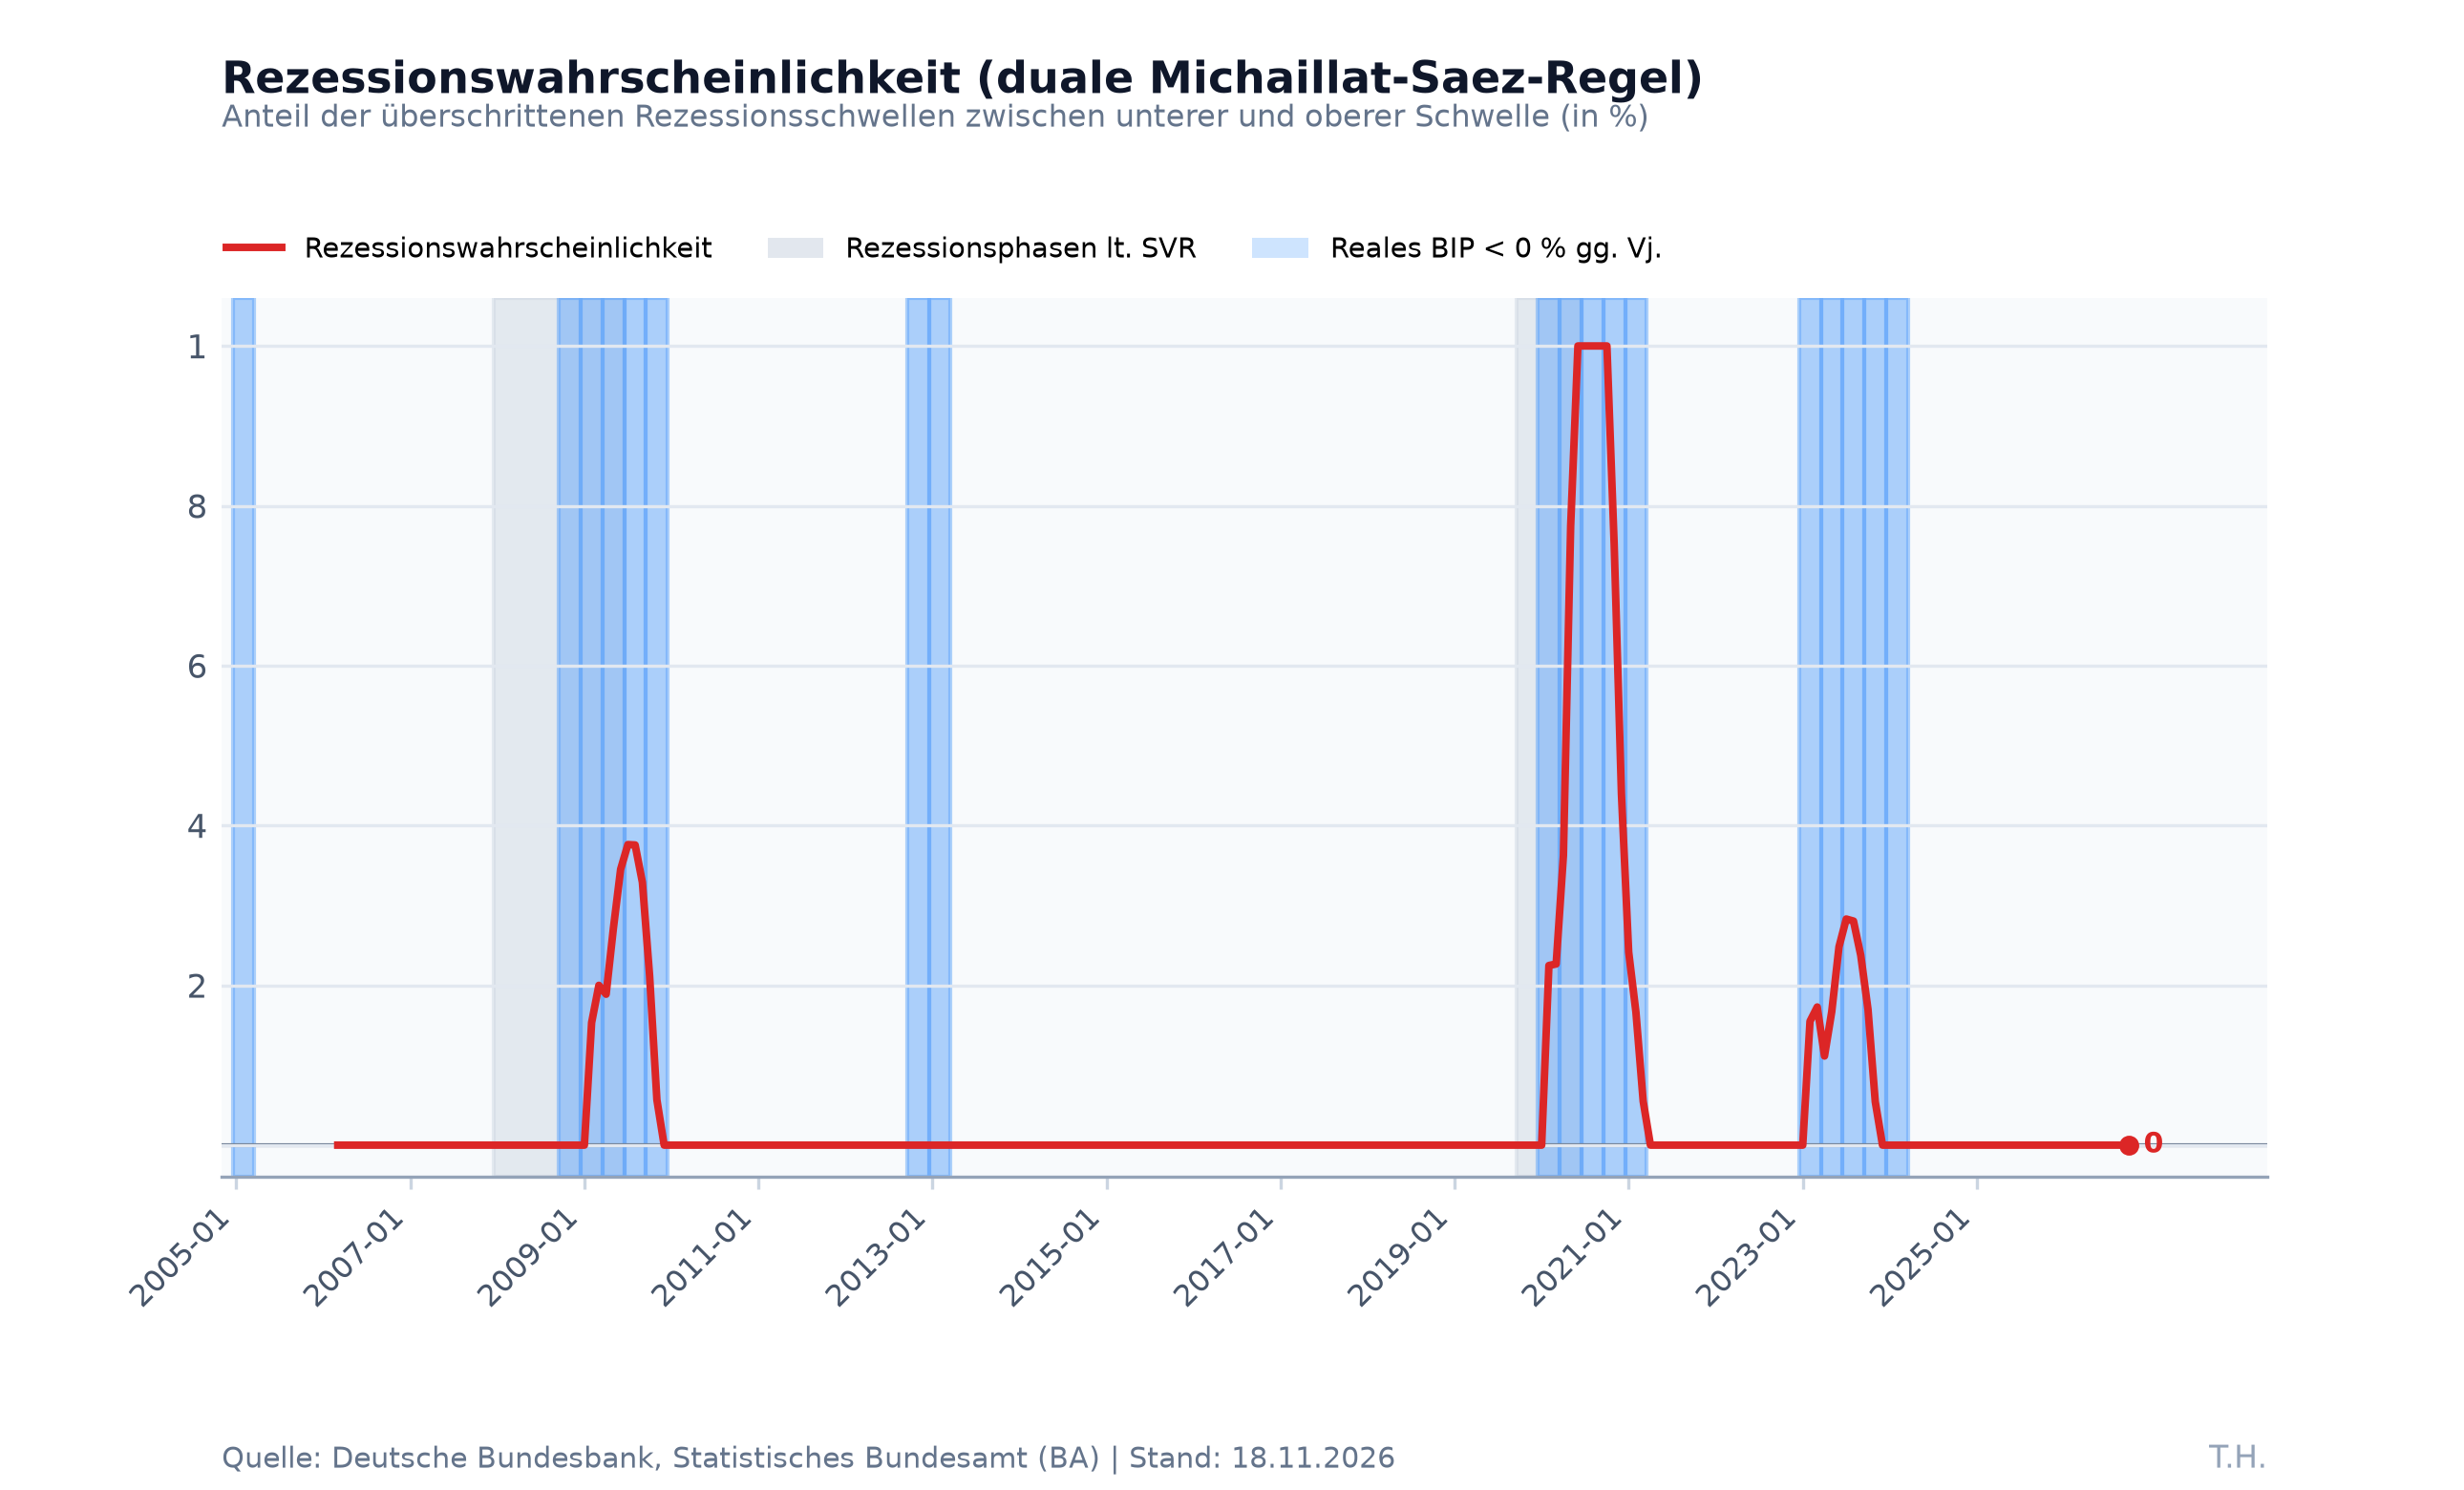 Rezessionswahrscheinlichkeit (duale Michaillat-Saez-Regel)
Anteil der überschrittenen Rezessionsschwellen zwischen unterer und oberer Schwelle (in %)
Rezessionswahrscheinlichkeit Rezessionsphasen lt. SVR Reales BIP < 0 % gg. Vj.
1
8
6
4
2
0
2005-01 2007-01 2009-01 2011-01 2013-01 2015-01 2017-01 2019-01 2021-01 2023-01 2025-01
Quelle: Deutsche Bundesbank, Statistisches Bundesamt (BA) | Stand: 18.11.2026 T.H.